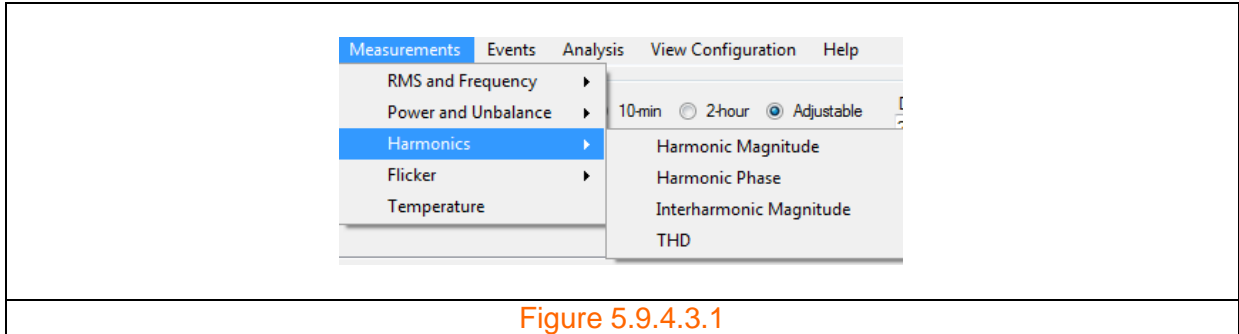 Measurements Events Analysis View Configuration Help
RMS and Frequency
Power and Unbalance
10-min 2-hour Adjustable
Harmonics
Harmonic Magnitude
Flicker
Harmonic Phase
Temperature
Interharmonic Magnitude
THD
Figure 5.9.4.3.1